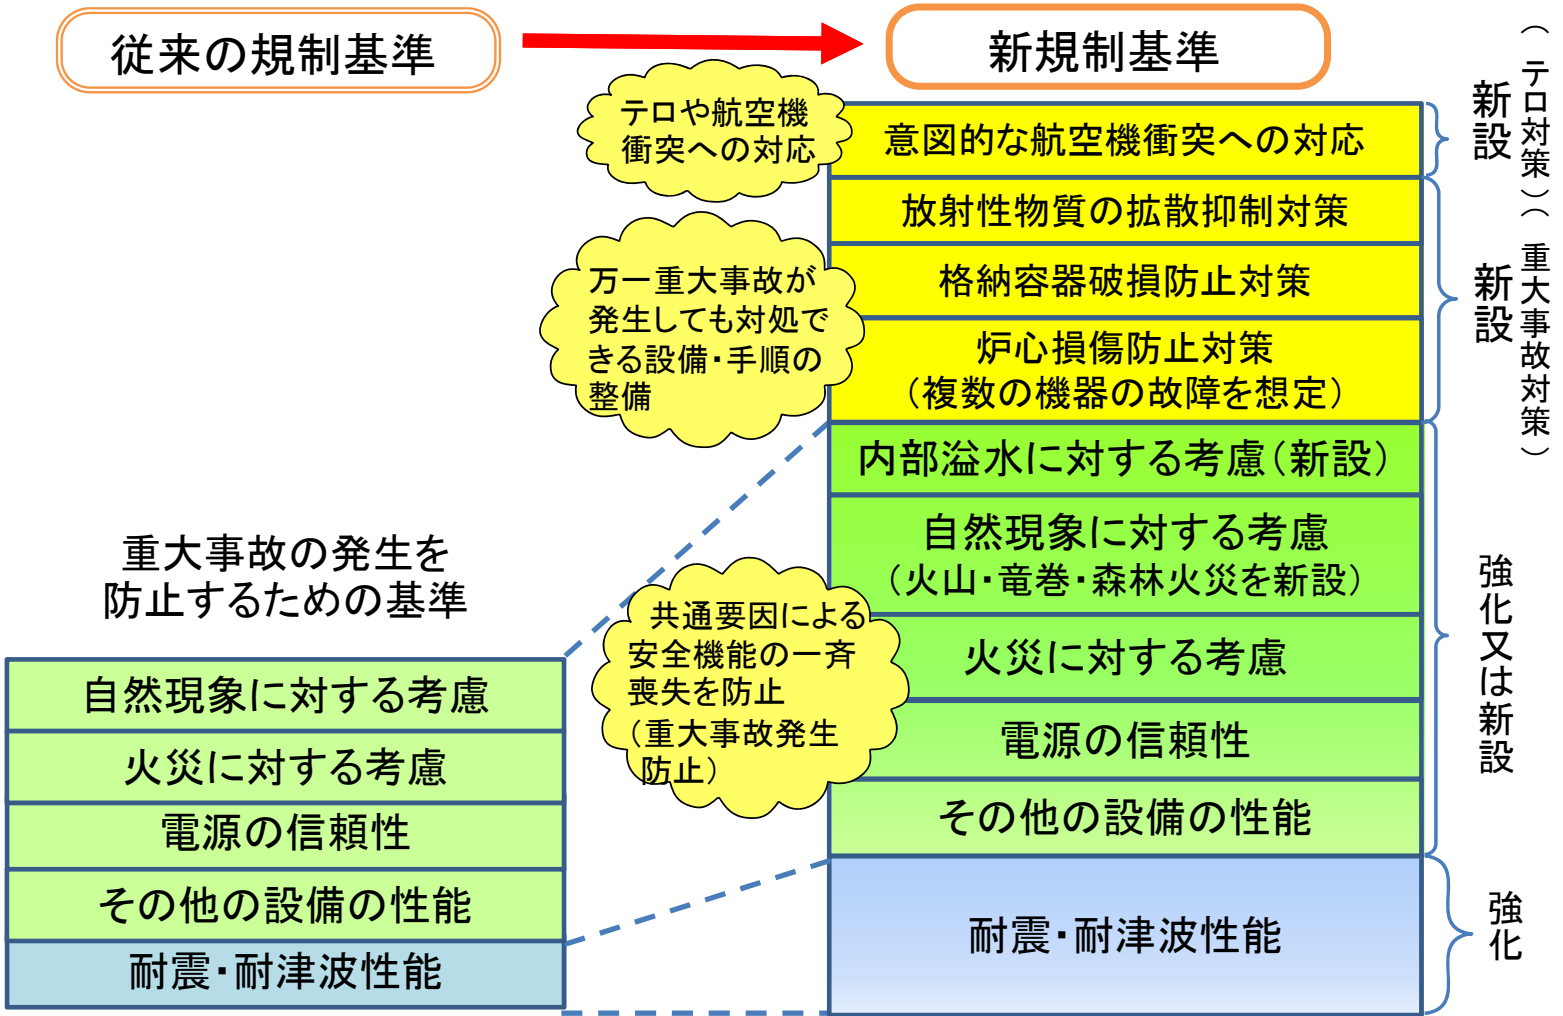 従来の規制基準
新規制基準
テロや航空機
衝突への対応
意図的な航空機衝突への対応
放射性物質の拡散抑制対策
格納容器破損防止対策
炉心損傷防止対策
（複数の機器の故障を想定）
内部溢水に対する考慮（新設）
自然現象に対する考慮
（火山・竜巻・森林火災を新設）
火災に対する考慮
電源の信頼性
その他の設備の性能
耐震・耐津波性能
万一重大事故が
発生しても対処で
きる設備・手順の
整備
共通要因による
安全機能の一斉
喪失を防止
（重大事故発生
防止）
重大事故の発生を
防止するための基準
自然現象に対する考慮
火災に対する考慮
電源の信頼性
その他の設備の性能
耐震・耐津波性能
新設
（テロ対策）
新設
（重大事故対策）
強化又は新設
強化